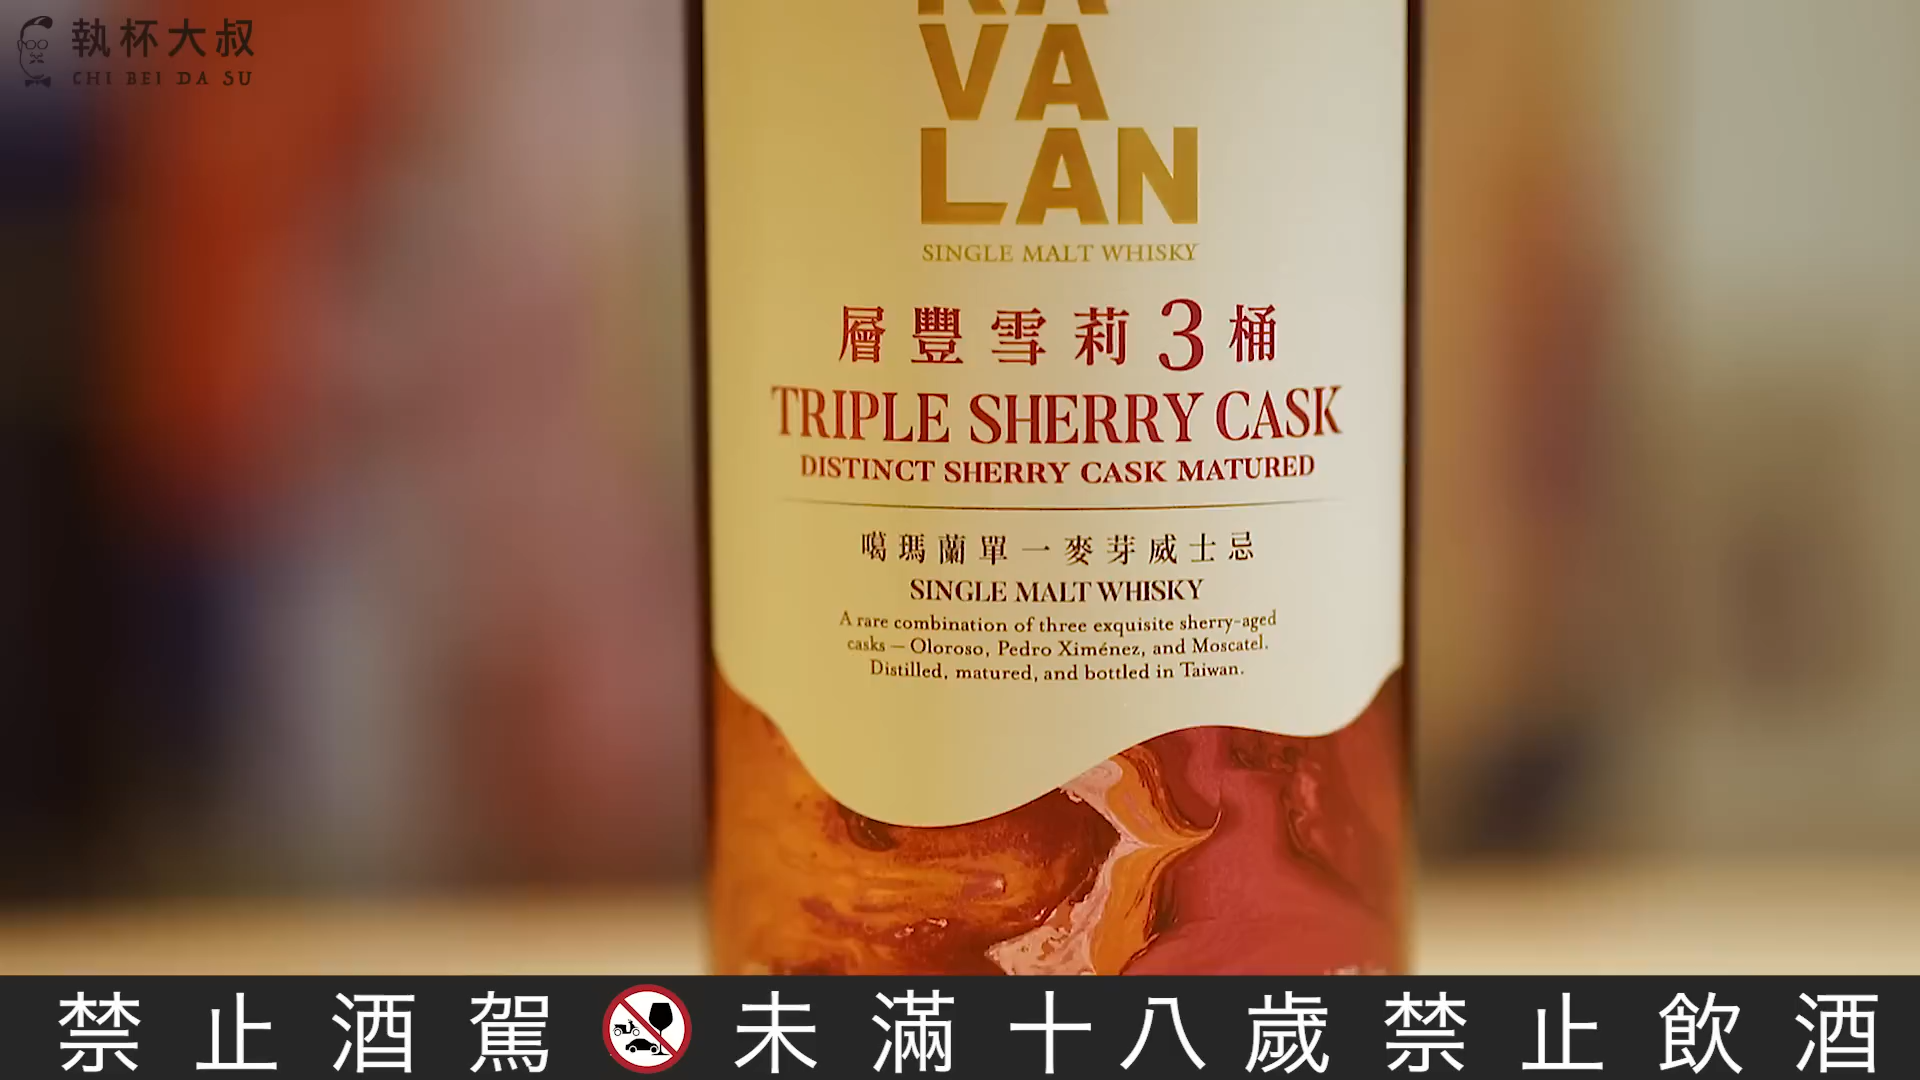 執杯大叔
CHI BEI DA SU
KA
VA
LAN
SINGLE MALT WHISKY
層豐雪莉3桶
TRIPLE SHERRY CASK
DISTINCT SHERRY CASK MATURED
噶瑪蘭單一麥芽威士忌
SINGLE MALT WHISKY
A rare combination of three exquisite sherry-aged
casks — Oloroso, Pedro Ximénez, and Moscatel.
Distilled, matured, and bottled in Taiwan.
禁止酒駕 未滿十八歲禁止飲酒